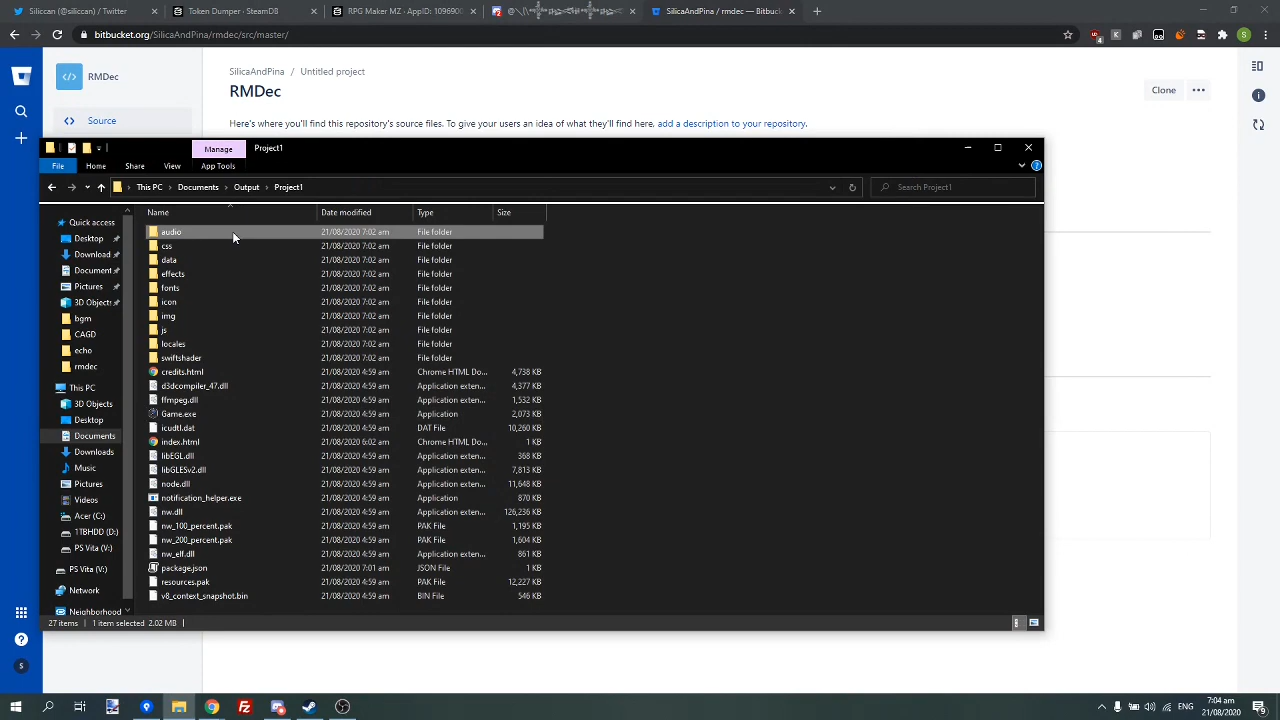 Silican (@siliccan) / Twitter × Token Dumper - SteamDB × RPG Maker MZ - AppID: 1096900 × × SilicaAndPina / rmdec — Bitbuck × +
bitbucket.org/SilicaAndPina/rmdec/src/master/
SilicaAndPina / Untitled project
RMDec
RMDec
Clone
Source
Here's where you'll find this repository's source files. To give your users an idea of what they'll find here, add a description to your repository.
Manage Project1
File Home Share View App Tools
This PC Documents Output Project1 Search Project1
Name Date modified Type Size
Quick access
Desktop
Download
Document
Pictures
3D Object
bgm
CAGD
echo
rmdec
This PC
3D Objects
Desktop
Documents
Downloads
Music
Pictures
Videos
Acer (C:)
1TBHDD (D:)
PS Vita (V:)
PS Vita (V:)
Network
Neighborhood
audio 21/08/2020 7:02 am File folder
css 21/08/2020 7:02 am File folder
data 21/08/2020 7:02 am File folder
effects 21/08/2020 7:02 am File folder
fonts 21/08/2020 7:02 am File folder
icon 21/08/2020 7:02 am File folder
img 21/08/2020 7:02 am File folder
js 21/08/2020 7:02 am File folder
locales 21/08/2020 7:02 am File folder
swiftshader 21/08/2020 7:02 am File folder
credits.html 21/08/2020 4:59 am Chrome HTML Do... 4,738 KB
d3dcompiler_47.dll 21/08/2020 4:59 am Application exten... 4,377 KB
ffmpeg.dll 21/08/2020 4:59 am Application exten... 1,532 KB
Game.exe 21/08/2020 4:59 am Application 2,073 KB
icudtl.dat 21/08/2020 4:59 am DAT File 10,260 KB
index.html 21/08/2020 6:02 am Chrome HTML Do... 1 KB
libEGL.dll 21/08/2020 4:59 am Application exten... 368 KB
libGLESv2.dll 21/08/2020 4:59 am Application exten... 7,813 KB
node.dll 21/08/2020 4:59 am Application exten... 11,648 KB
notification_helper.exe 21/08/2020 4:59 am Application 870 KB
nw.dll 21/08/2020 4:59 am Application exten... 126,236 KB
nw_100_percent.pak 21/08/2020 4:59 am PAK File 1,195 KB
nw_200_percent.pak 21/08/2020 4:59 am PAK File 1,604 KB
nw_elf.dll 21/08/2020 4:59 am Application exten... 861 KB
package.json 21/08/2020 7:01 am JSON File 1 KB
resources.pak 21/08/2020 4:59 am PAK File 12,227 KB
v8_context_snapshot.bin 21/08/2020 4:59 am BIN File 546 KB
27 items 1 item selected 2.02 MB
S
7:04 am
ENG
21/08/2020